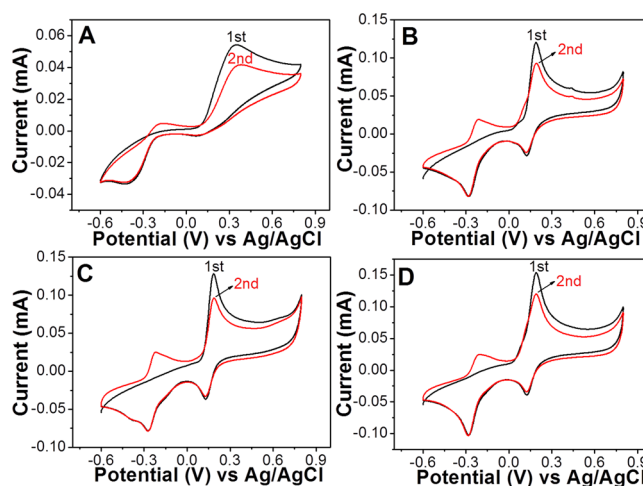 A
1st
2nd
0.06
0.04
0.02
0.00
-0.02
-0.04
Current (mA)
-0.6 -0.3 0.0 0.3 0.6 0.9
Potential (V) vs Ag/AgCl
B
1st
2nd
0.15
0.10
0.05
0.00
-0.05
-0.10
Current (mA)
-0.6 -0.3 0.0 0.3 0.6 0.9
Potential (V) vs Ag/AgCl
C
1st
2nd
0.15
0.10
0.05
0.00
-0.05
-0.10
Current (mA)
-0.6 -0.3 0.0 0.3 0.6 0.9
Potential (V) vs Ag/AgCl
D
1st
2nd
0.15
0.10
0.05
0.00
-0.05
-0.10
Current (mA)
-0.6 -0.3 0.0 0.3 0.6 0.9
Potential (V) vs Ag/AgCl